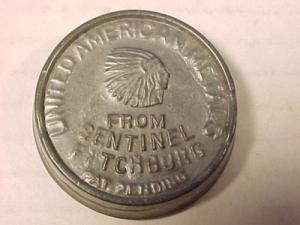 UNITED AMERICAN METALS
FROM
SENTINEL
FITCHBURG
PAT. PENDING